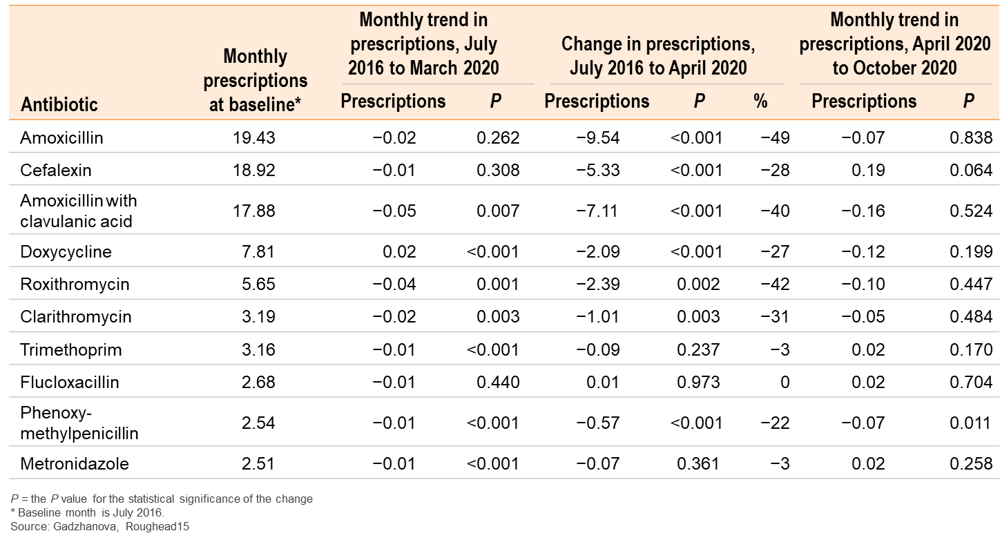 Antibiotic
Monthly
prescriptions
at baseline*
Monthly trend in
prescriptions, July
2016 to March 2020
Change in prescriptions,
July 2016 to April 2020
Monthly trend in
prescriptions, April 2020
to October 2020
Prescriptions P Prescriptions P % Prescriptions P
Amoxicillin 19.43 −0.02 0.262 −9.54 <0.001 −49 −0.07 0.838
Cefalexin 18.92 −0.01 0.308 −5.33 <0.001 −28 0.19 0.064
Amoxicillin with
clavulanic acid 17.88 −0.05 0.007 −7.11 <0.001 −40 −0.16 0.524
Doxycycline 7.81 0.02 <0.001 −2.09 <0.001 −27 −0.12 0.199
Roxithromycin 5.65 −0.04 0.001 −2.39 0.002 −42 −0.10 0.447
Clarithromycin 3.19 −0.02 0.003 −1.01 0.003 −31 −0.05 0.484
Trimethoprim 3.16 −0.01 <0.001 −0.09 0.237 −3 0.02 0.170
Flucloxacillin 2.68 −0.01 0.440 0.01 0.973 0 0.02 0.704
Phenoxy-
methylpenicillin 2.54 −0.01 <0.001 −0.57 <0.001 −22 −0.07 0.011
Metronidazole 2.51 −0.01 <0.001 −0.07 0.361 −3 0.02 0.258
P = the P value for the statistical significance of the change
* Baseline month is July 2016.
Source: Gadzhanova, Roughead15